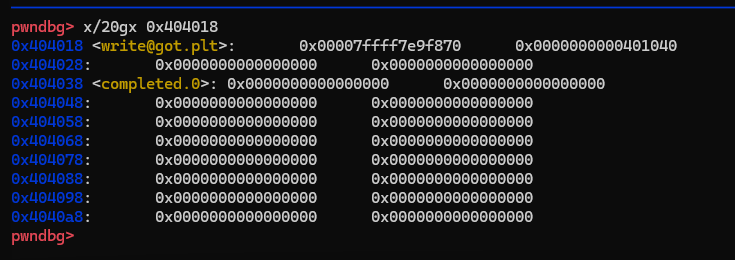 pwndbg> x/20gx 0x404018
0x404018 <write@got.plt>: 0x00007ffff7e9f870 0x0000000000401040
0x404028: 0x0000000000000000 0x0000000000000000
0x404038 <completed.0>: 0x0000000000000000 0x0000000000000000
0x404048: 0x0000000000000000 0x0000000000000000
0x404058: 0x0000000000000000 0x0000000000000000
0x404068: 0x0000000000000000 0x0000000000000000
0x404078: 0x0000000000000000 0x0000000000000000
0x404088: 0x0000000000000000 0x0000000000000000
0x404098: 0x0000000000000000 0x0000000000000000
0x4040a8: 0x0000000000000000 0x0000000000000000
pwndbg>